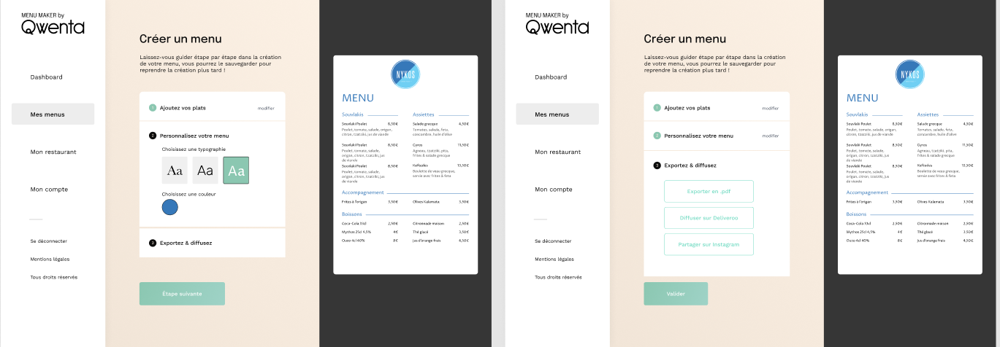 MENU MAKER by
Qwenta
Dashboard
Mes menus
Mon restaurant
Mon compte
Se déconnecter
Mentions légales
Tous droits réservés
Créer un menu
Laissez-vous guider étape par étape dans la création
de votre menu, vous pourrez le sauvegarder pour
reprendre la création plus tard !
1 Ajoutez vos plats modifier
2 Personnalisez votre menu
Choisissez une typographie
Aa Aa Aa
Choisissez une couleur
3 Exportez & diffusez
Étape suivante
NYKOS
MENU
Souvlakis
Souvlaki Poulet 8,50€
Poulet, tomate, salade, origan,
citron, tzatziki, jus de viande
Souvlaki Poulet 8,50€
Poulet, tomate, salade,
origan, citron, tzatziki, jus
de viande
Souvlaki Poulet 8,50€
Poulet, tomate, salade,
origan, citron, tzatziki, jus
de viande
Assiettes
Salade grecque 4,50€
Tomates, salade, feta,
concombre, huile d'olive
Gyros 11,50€
Agneau, tzatziki, pita,
frites & salade grecque
Keftedes 13,50€
Boulette de veau grecque,
servie avec frites & feta
Accompagnement
Frites à l'origan 3,50€ Olives Kalamata 3,50€
Boissons
Coca-Cola 33cl 2,50€ Citronnade maison 2,50€
Mythos 25cl 4,5% 4€ Thé glacé 3,50€
Ouzo 4cl 40% 8€ Jus d'orange frais 4,50€
MENU MAKER by
Qwenta
Dashboard
Mes menus
Mon restaurant
Mon compte
Se déconnecter
Mentions légales
Tous droits réservés
Créer un menu
Laissez-vous guider étape par étape dans la création
de votre menu, vous pourrez le sauvegarder pour
reprendre la création plus tard !
1 Ajoutez vos plats modifier
2 Personnalisez votre menu modifier
3 Exportez & diffusez
Exporter en .pdf
Diffuser sur Deliveroo
Partager sur Instagram
Valider
NYKOS
MENU
Souvlakis
Souvlaki Poulet 8,50€
Poulet, tomate, salade, origan,
citron, tzatziki, jus de viande
Souvlaki Poulet 8,50€
Poulet, tomate, salade,
origan, citron, tzatziki, jus
de viande
Souvlaki Poulet 8,50€
Poulet, tomate, salade,
origan, citron, tzatziki, jus
de viande
Assiettes
Salade grecque 4,50€
Tomates, salade, feta,
concombre, huile d'olive
Gyros 11,50€
Agneau, tzatziki, pita,
frites & salade grecque
Keftedes 13,50€
Boulette de veau grecque,
servie avec frites & feta
Accompagnement
Frites à l'origan 3,50€ Olives Kalamata 3,50€
Boissons
Coca-Cola 33cl 2,50€ Citronnade maison 2,50€
Mythos 25cl 4,5% 4€ Thé glacé 3,50€
Ouzo 4cl 40% 8€ Jus d'orange frais 4,50€